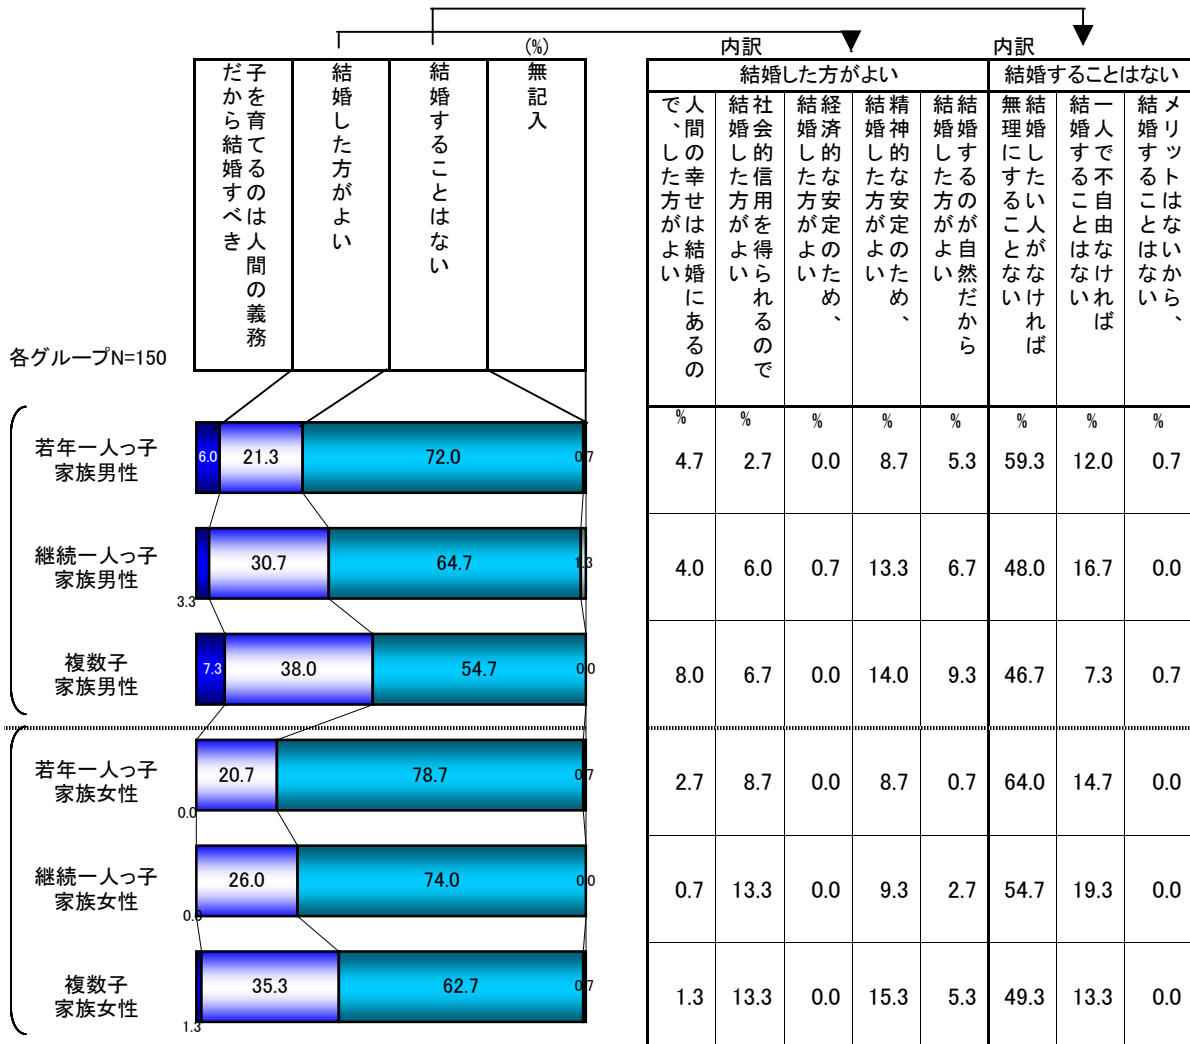 (%)
内訳
内訳
子を育てるのは人間の義務
だから結婚すべき
結婚した方がよい
結婚することはない
無記入
結婚した方がよい
結婚することはない
人間の幸せは結婚にあるの
で、した方がよい
社会的信用を得られるので
結婚した方がよい
経済的な安定のため、
結婚した方がよい
精神的な安定のため、
結婚した方がよい
結婚するのが自然だから
結婚した方がよい
結婚したい人がなければ
無理にすることない
一人で不自由なければ
結婚することはない
メリットはないから、
結婚することはない
各グループN=150
% % % % % % % %
若年一人っ子
家族男性
6.0 21.3 72.0 0.7
4.7 2.7 0.0 8.7 5.3 59.3 12.0 0.7
継続一人っ子
家族男性
3.3 30.7 64.7 1.3
4.0 6.0 0.7 13.3 6.7 48.0 16.7 0.0
複数子
家族男性
7.3 38.0 54.7 0.0
8.0 6.7 0.0 14.0 9.3 46.7 7.3 0.7
若年一人っ子
家族女性
0.0 20.7 78.7 0.7
2.7 8.7 0.0 8.7 0.7 64.0 14.7 0.0
継続一人っ子
家族女性
0.0 26.0 74.0 0.0
0.7 13.3 0.0 9.3 2.7 54.7 19.3 0.0
複数子
家族女性
1.3 35.3 62.7 0.7
1.3 13.3 0.0 15.3 5.3 49.3 13.3 0.0